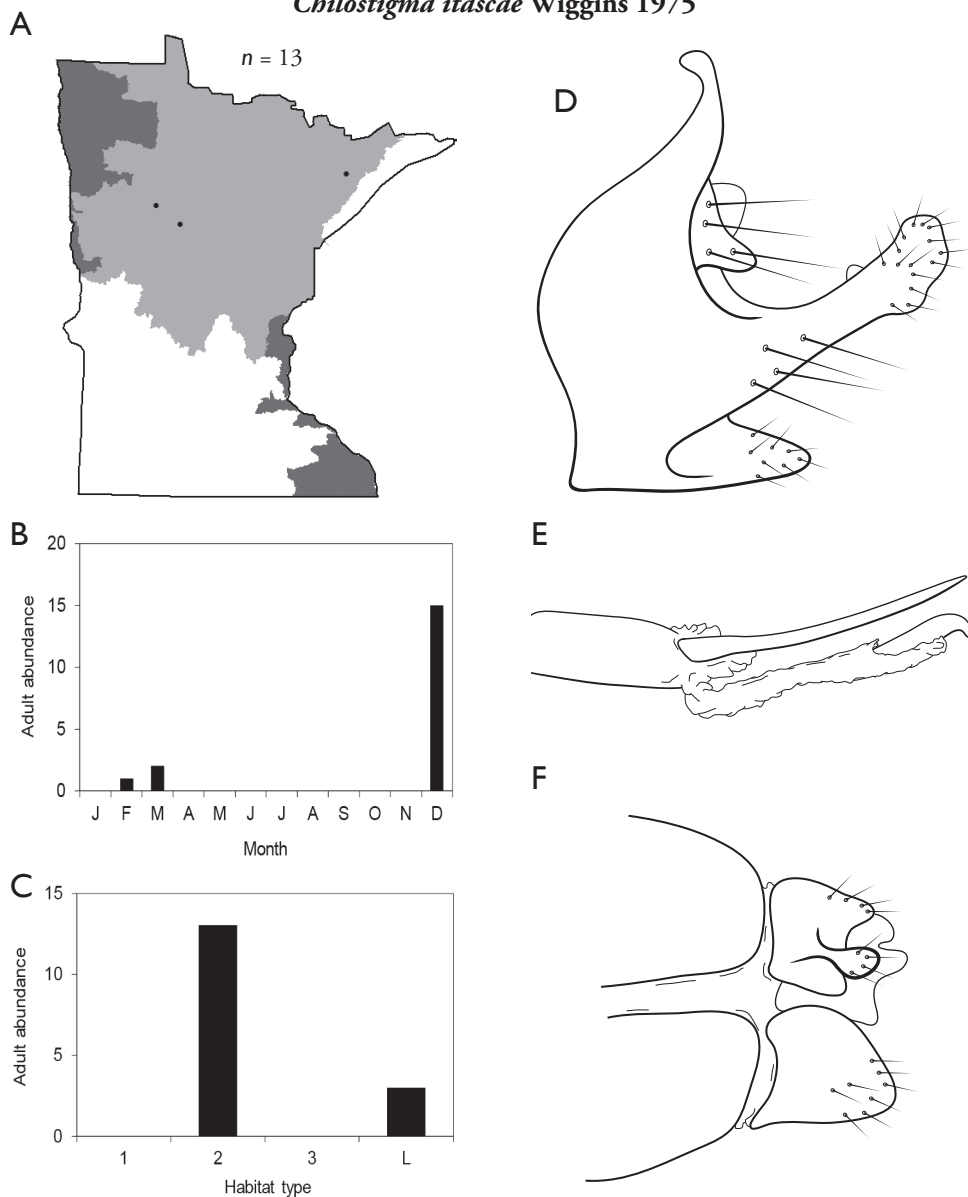 Chilostigma itascae Wiggins 1975
A
n = 13
D
B
20
15
10
5
0
Adult abundance
J F M A M J J A S O N D
Month
E
C
15
10
5
0
Adult abundance
1 2 3 L
Habitat type
F